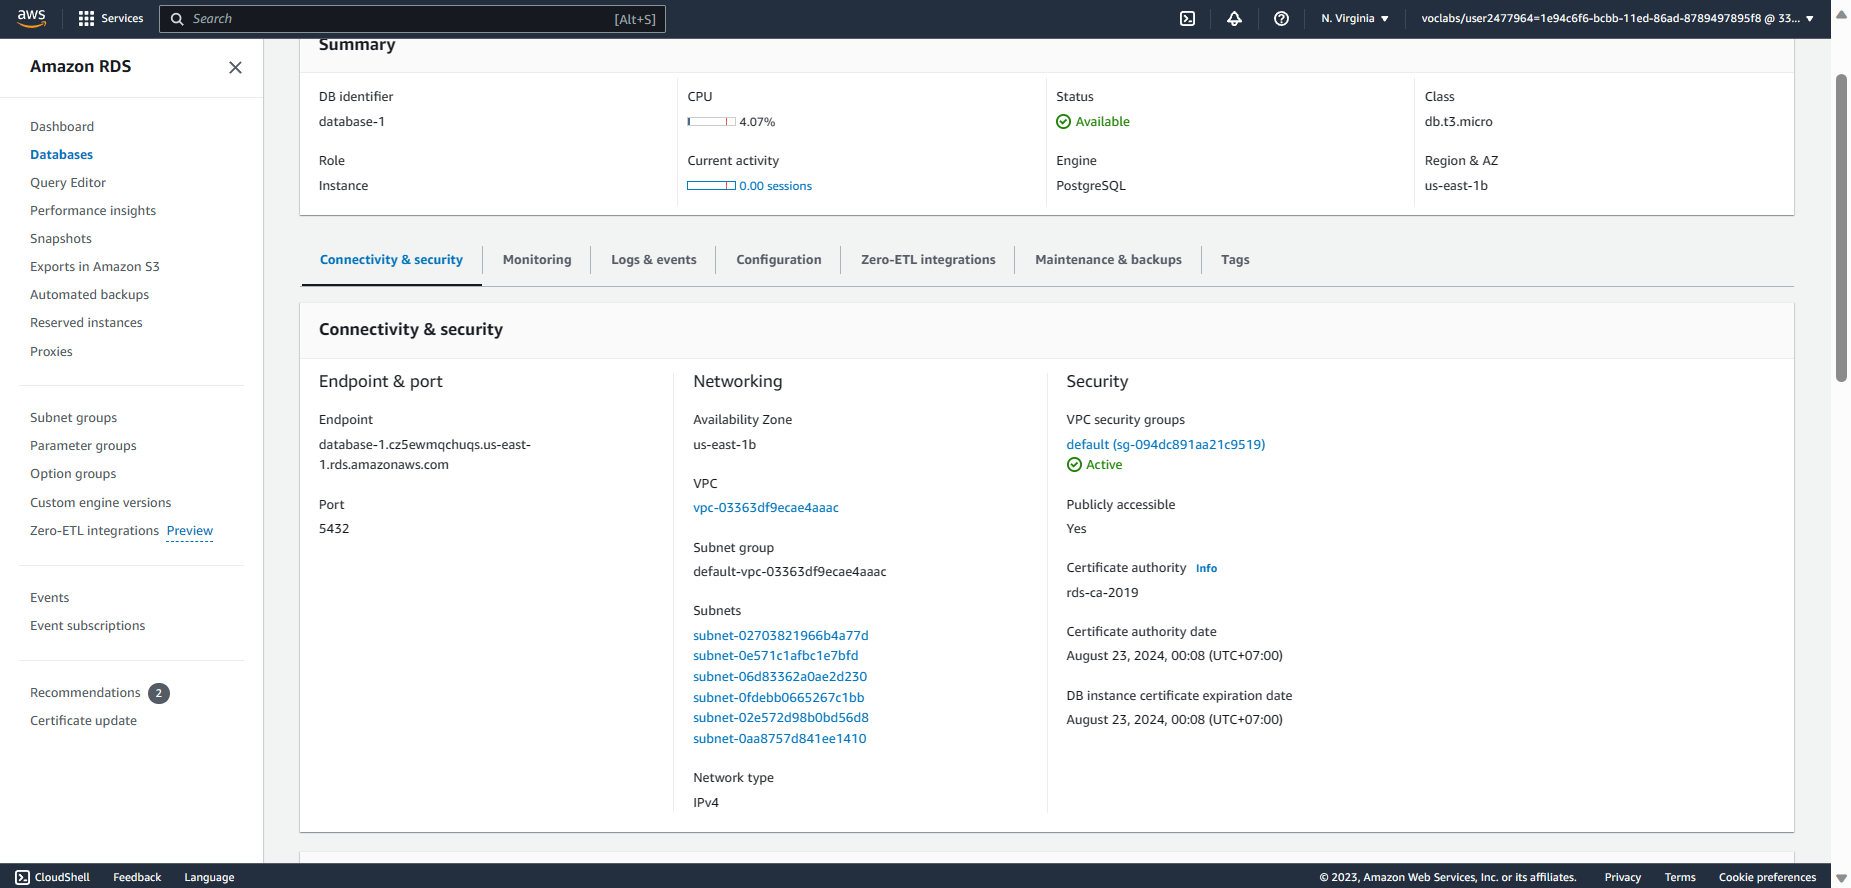 aws
Services
Search
[Alt+S]
N. Virginia
voclabs/user2477964=1e94c6f6-bcbb-11ed-86ad-8789497895f8 @ 33...
Amazon RDS
Dashboard
Databases
Query Editor
Performance insights
Snapshots
Exports in Amazon S3
Automated backups
Reserved instances
Proxies
Subnet groups
Parameter groups
Option groups
Custom engine versions
Zero-ETL integrations Preview
Events
Event subscriptions
Recommendations 2
Certificate update
Summary
DB identifier
database-1
Role
Instance
CPU
4.07%
Current activity
0.00 sessions
Status
Available
Engine
PostgreSQL
Class
db.t3.micro
Region & AZ
us-east-1b
Connectivity & security
Monitoring
Logs & events
Configuration
Zero-ETL integrations
Maintenance & backups
Tags
Connectivity & security
Endpoint & port
Endpoint
database-1.cz5ewmqchuqs.us-east-
1.rds.amazonaws.com
Port
5432
Networking
Availability Zone
us-east-1b
VPC
vpc-03363df9ecae4aaac
Subnet group
default-vpc-03363df9ecae4aaac
Subnets
subnet-02703821966b4a77d
subnet-0e571c1afbc1e7bfd
subnet-06d83362a0ae2d230
subnet-0fdebb0665267c1bb
subnet-02e572d98b0bd56d8
subnet-0aa8757d841ee1410
Network type
IPv4
Security
VPC security groups
default (sg-094dc891aa21c9519)
Active
Publicly accessible
Yes
Certificate authority Info
rds-ca-2019
Certificate authority date
August 23, 2024, 00:08 (UTC+07:00)
DB instance certificate expiration date
August 23, 2024, 00:08 (UTC+07:00)
CloudShell
Feedback
Language
© 2023, Amazon Web Services, Inc. or its affiliates.
Privacy
Terms
Cookie preferences